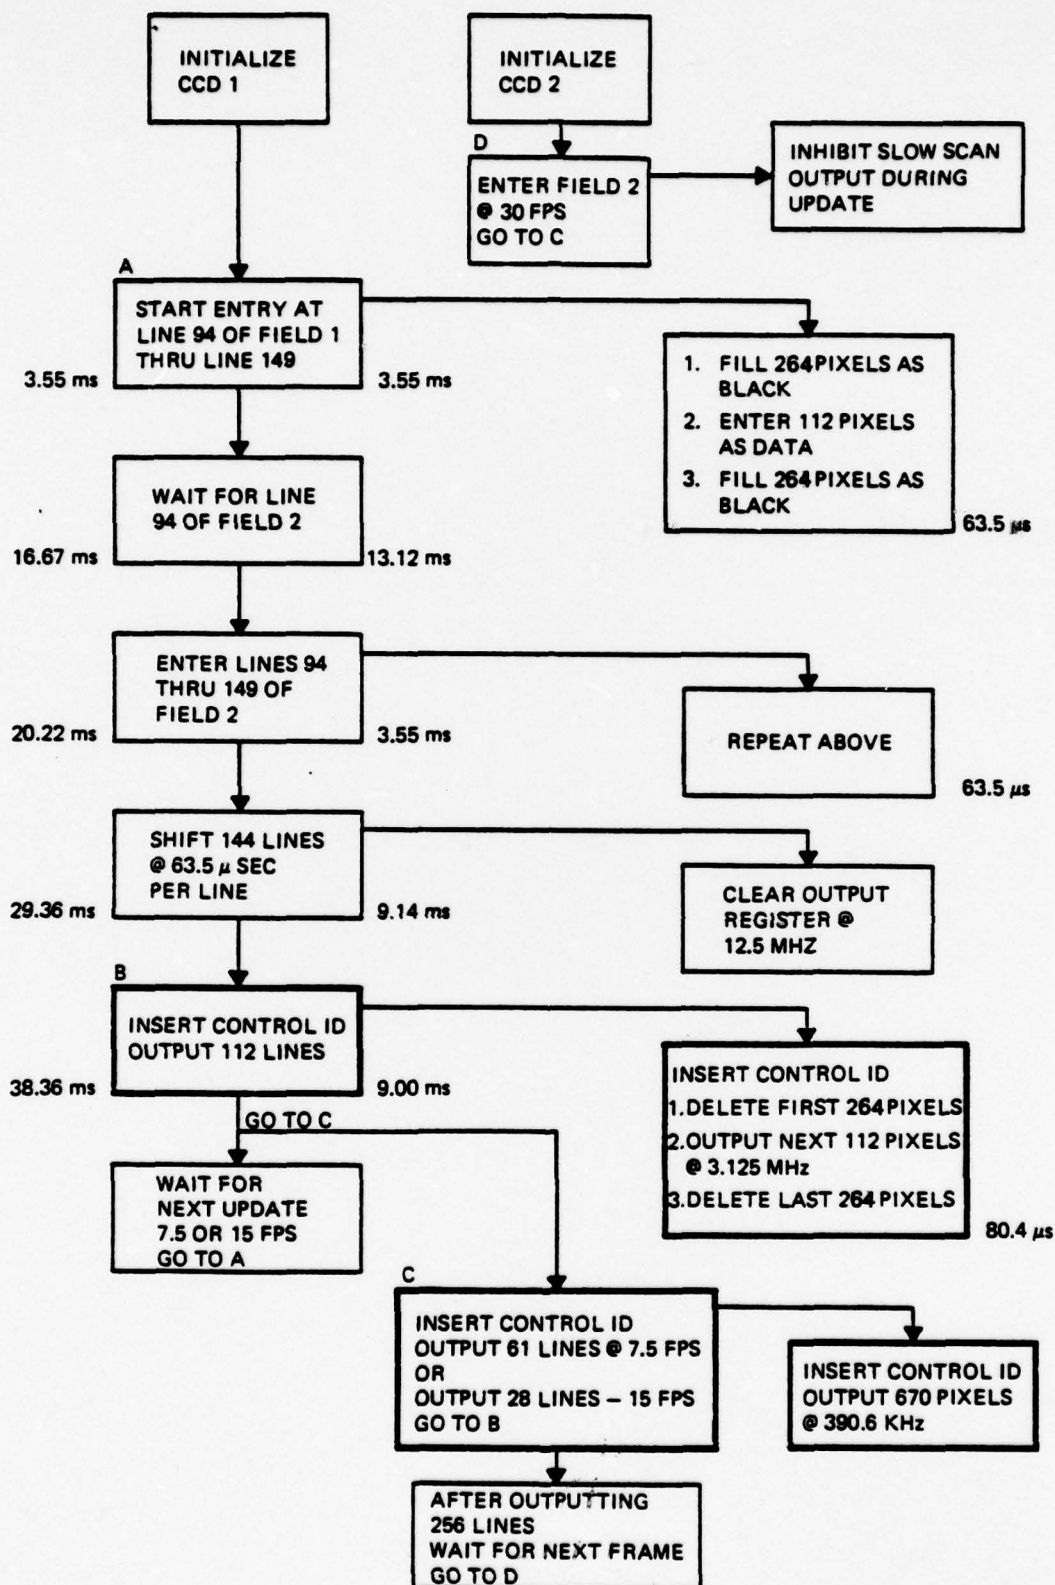 INITIALIZE
CCD 1
INITIALIZE
CCD 2
D
ENTER FIELD 2
@ 30 FPS
GO TO C
INHIBIT SLOW SCAN
OUTPUT DURING
UPDATE
A
START ENTRY AT
LINE 94 OF FIELD 1
THRU LINE 149
3.55 ms
3.55 ms
1. FILL 264 PIXELS AS
BLACK
2. ENTER 112 PIXELS
AS DATA
3. FILL 264 PIXELS AS
BLACK
63.5 μs
WAIT FOR LINE
94 OF FIELD 2
16.67 ms
13.12 ms
ENTER LINES 94
THRU 149 OF
FIELD 2
20.22 ms
3.55 ms
REPEAT ABOVE
63.5 μs
SHIFT 144 LINES
@ 63.5 μ SEC
PER LINE
29.36 ms
9.14 ms
CLEAR OUTPUT
REGISTER @
12.5 MHZ
B
INSERT CONTROL ID
OUTPUT 112 LINES
38.36 ms
9.00 ms
INSERT CONTROL ID
1. DELETE FIRST 264 PIXELS
2. OUTPUT NEXT 112 PIXELS
@ 3.125 MHz
3. DELETE LAST 264 PIXELS
80.4 μs
GO TO C
WAIT FOR
NEXT UPDATE
7.5 OR 15 FPS
GO TO A
C
INSERT CONTROL ID
OUTPUT 61 LINES @ 7.5 FPS
OR
OUTPUT 28 LINES – 15 FPS
GO TO B
INSERT CONTROL ID
OUTPUT 670 PIXELS
@ 390.6 KHz
AFTER OUTPUTTING
256 LINES
WAIT FOR NEXT FRAME
GO TO D